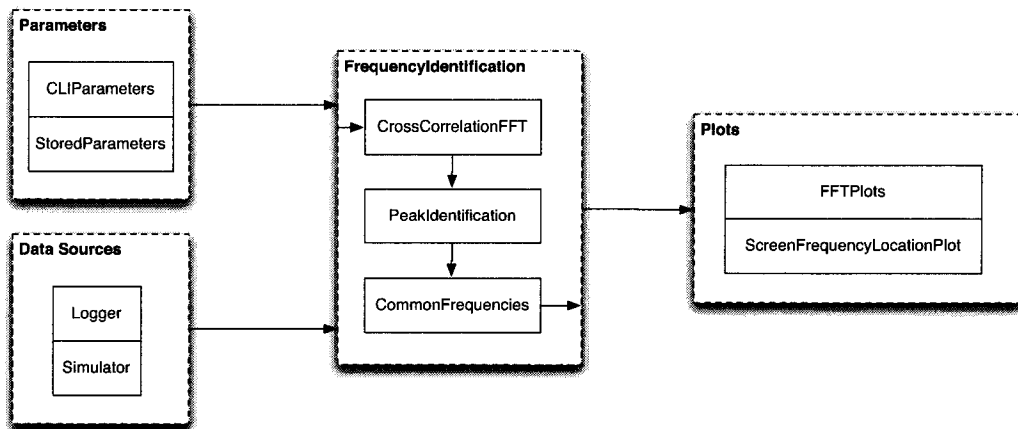 Parameters
CLIParameters
StoredParameters
Data Sources
Logger
Simulator
FrequencyIdentification
CrossCorrelationFFT
PeakIdentification
CommonFrequencies
Plots
FFTPlots
ScreenFrequencyLocationPlot